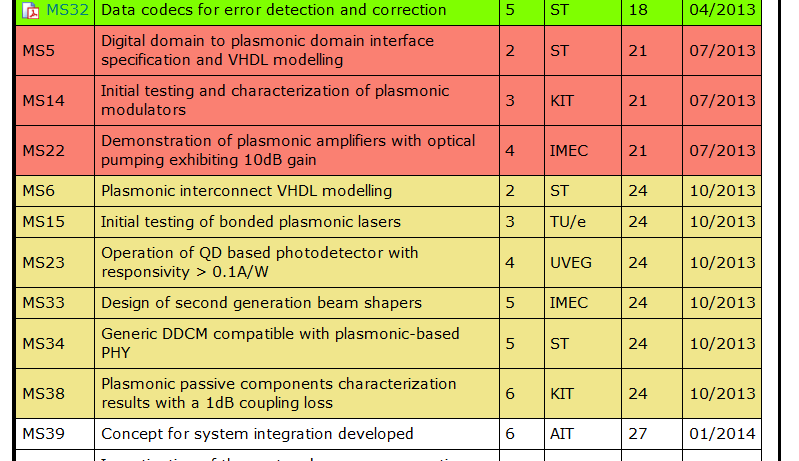 MS32 Data codecs for error detection and correction 5 ST 18 04/2013
MS5 Digital domain to plasmonic domain interface
specification and VHDL modelling 2 ST 21 07/2013
MS14 Initial testing and characterization of plasmonic
modulators 3 KIT 21 07/2013
MS22 Demonstration of plasmonic amplifiers with optical
pumping exhibiting 10dB gain 4 IMEC 21 07/2013
MS6 Plasmonic interconnect VHDL modelling 2 ST 24 10/2013
MS15 Initial testing of bonded plasmonic lasers 3 TU/e 24 10/2013
MS23 Operation of QD based photodetector with
responsivity > 0.1A/W 4 UVEG 24 10/2013
MS33 Design of second generation beam shapers 5 IMEC 24 10/2013
MS34 Generic DDCM compatible with plasmonic-based
PHY 5 ST 24 10/2013
MS38 Plasmonic passive components characterization
results with a 1dB coupling loss 6 KIT 24 10/2013
MS39 Concept for system integration developed 6 AIT 27 01/2014